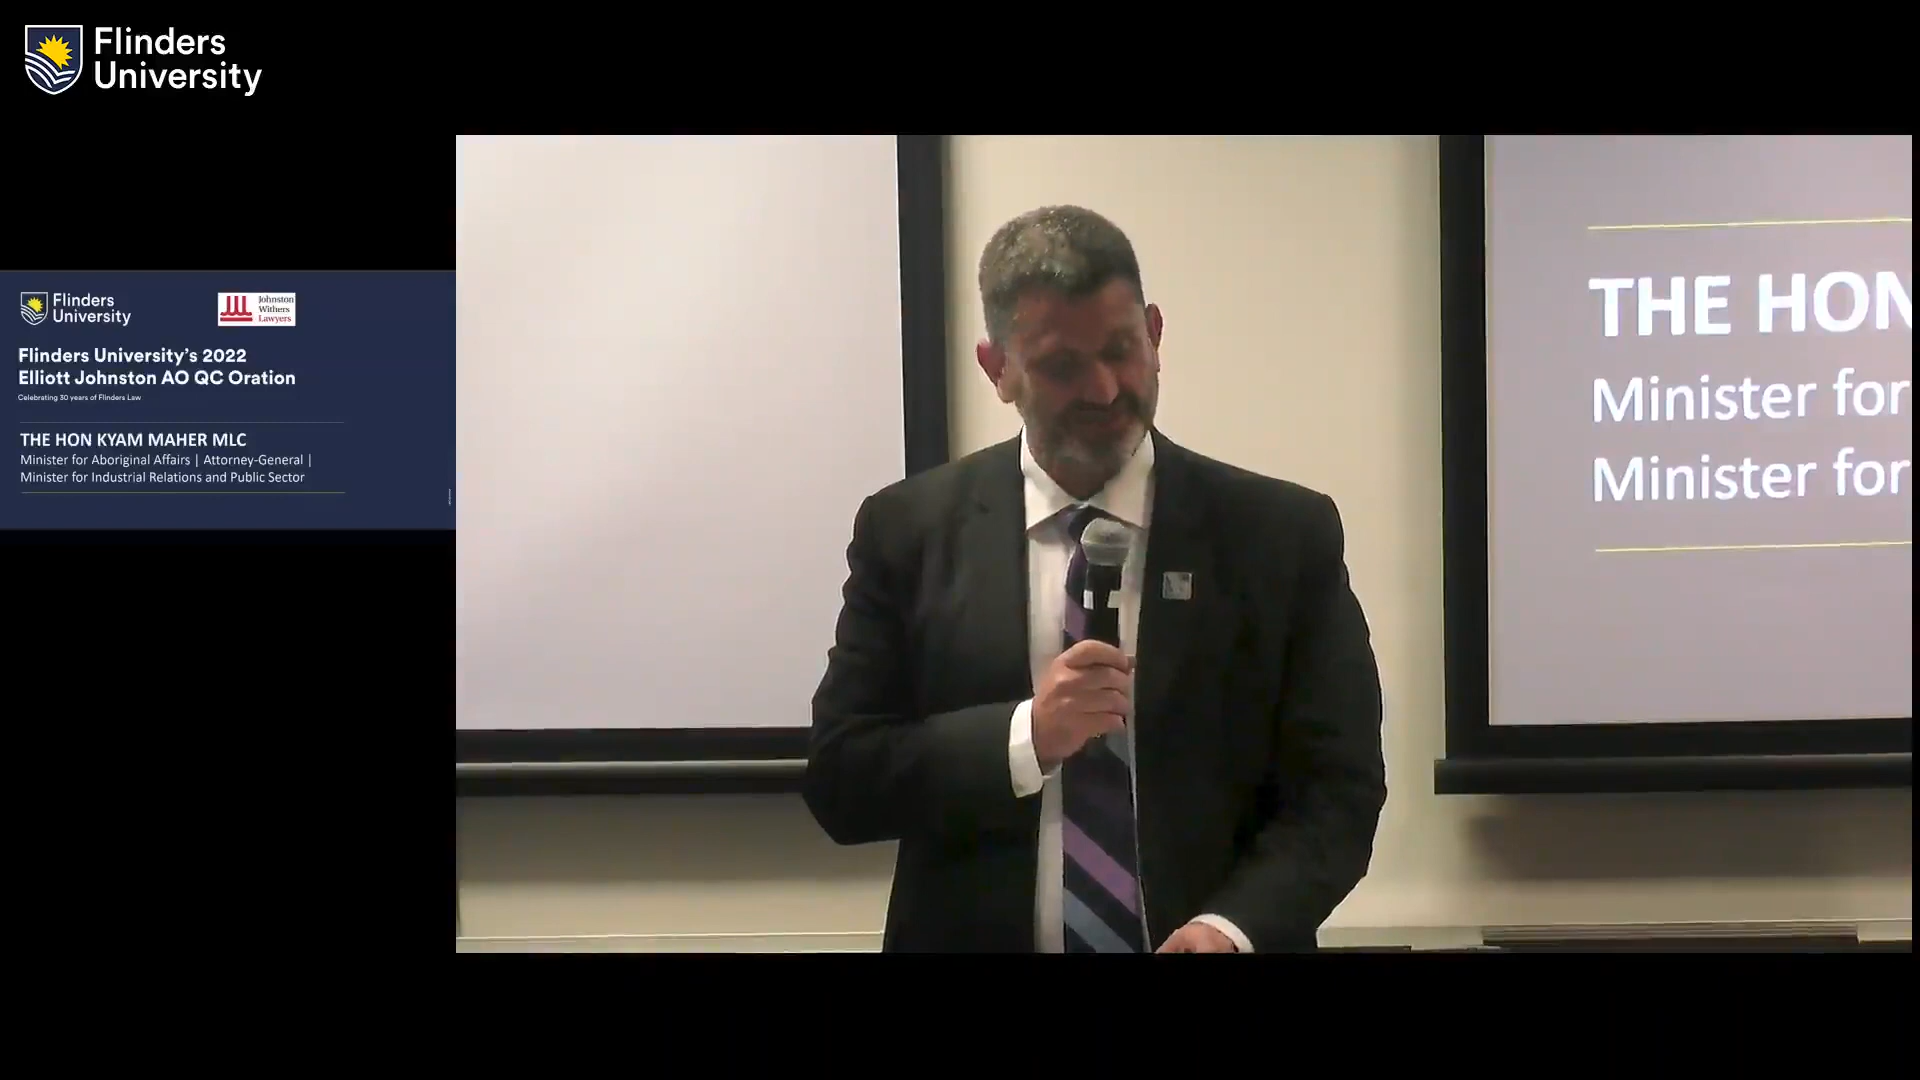 Flinders
University
Flinders
University
Johnston
Withers
Lawyers
Flinders University's 2022
Elliott Johnston AO QC Oration
Celebrating 30 years of Flinders Law
THE HON KYAM MAHER MLC
Minister for Aboriginal Affairs | Attorney-General |
Minister for Industrial Relations and Public Sector
THE HON
Minister for
Minister for